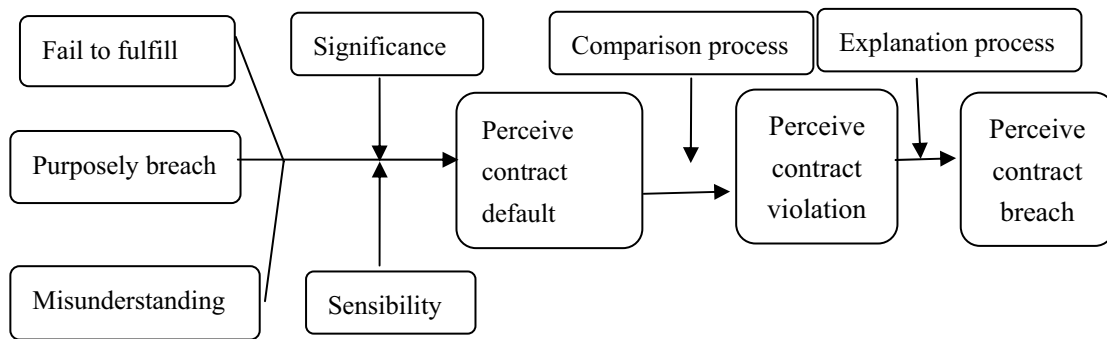 Fail to fulfill
Significance
Comparison process
Explanation process
Purposely breach
Perceive
contract
default
Perceive
contract
violation
Perceive
contract
breach
Misunderstanding
Sensibility